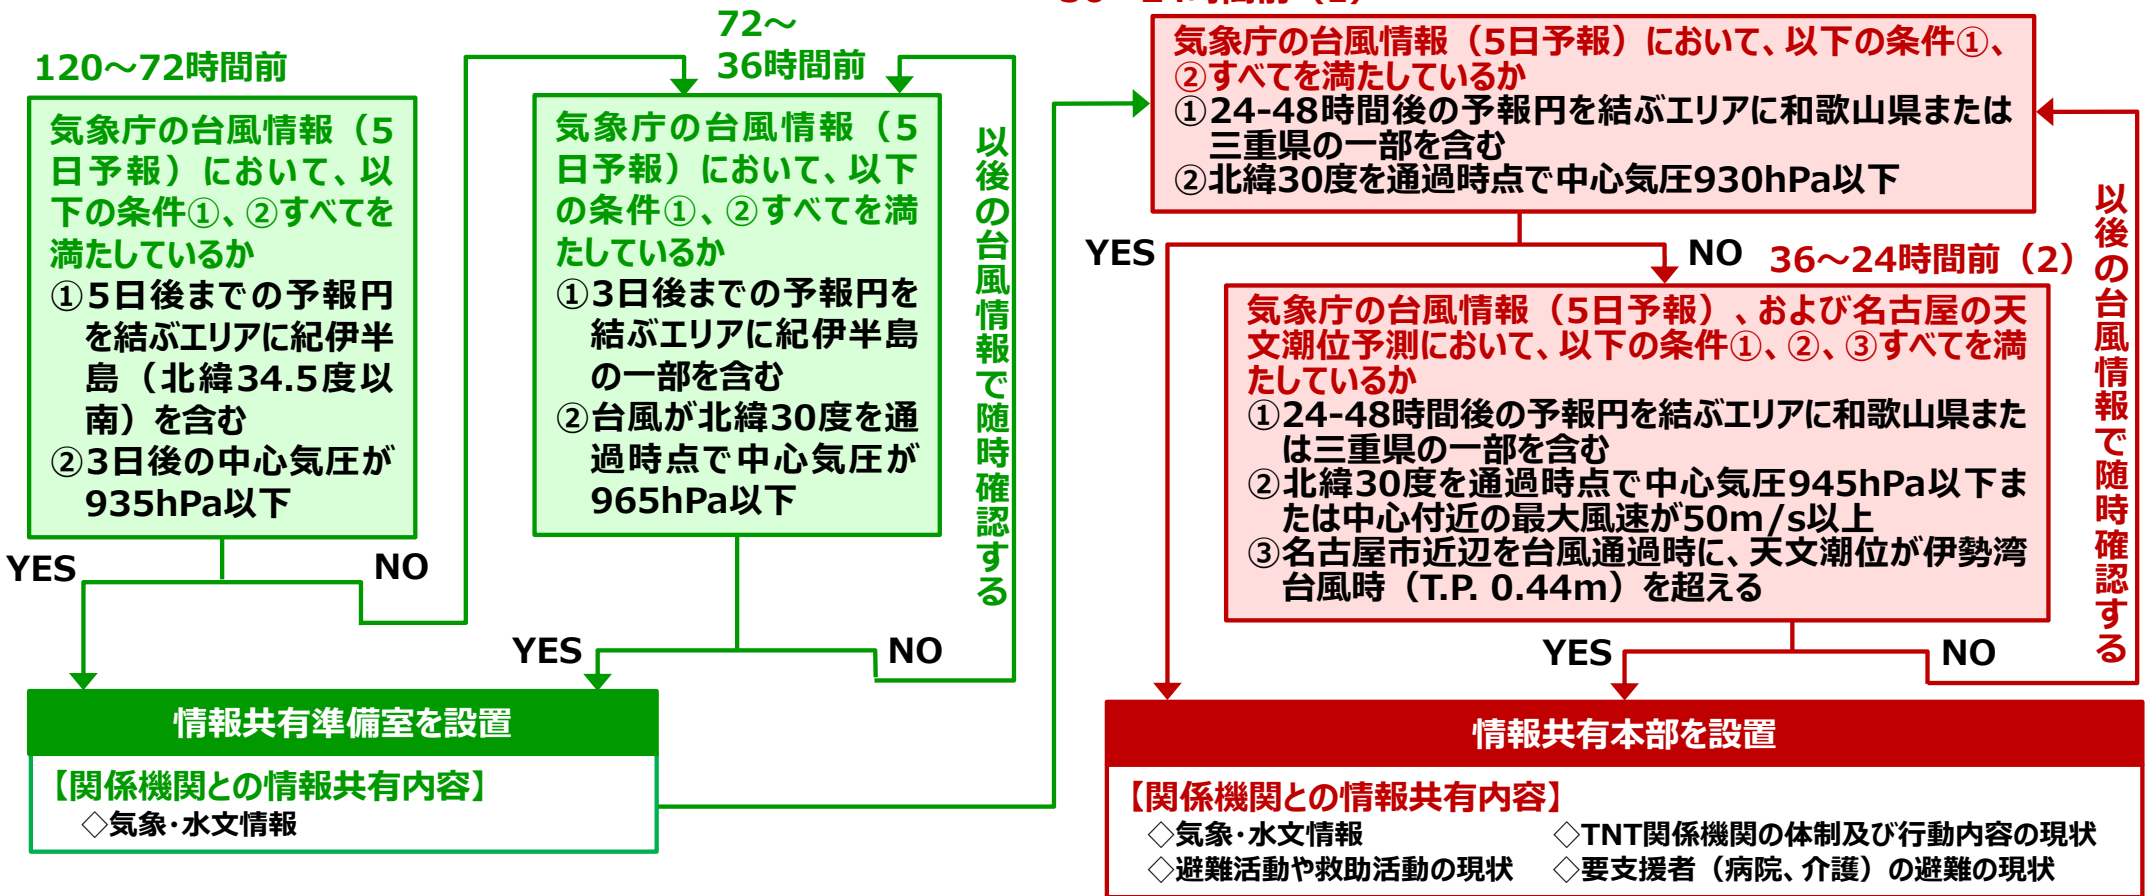 120～72時間前
気象庁の台風情報（5
日予報）において、以
下の条件①、②すべてを
満たしているか
①5日後までの予報円
を結ぶエリアに紀伊半
島（北緯34.5度以
南）を含む
②3日後の中心気圧が
935hPa以下
YES
NO
72～
36時間前
気象庁の台風情報（5
日予報）において、以下
の条件①、②すべてを満
たしているか
①3日後までの予報円を
結ぶエリアに紀伊半島
の一部を含む
②台風が北緯30度を通
過時点で中心気圧が
965hPa以下
YES
NO
以後の台風情報で随時確認する
情報共有準備室を設置
【関係機関との情報共有内容】
◇気象・水文情報
気象庁の台風情報（5日予報）において、以下の条件①、
②すべてを満たしているか
①24-48時間後の予報円を結ぶエリアに和歌山県または
三重県の一部を含む
②北緯30度を通過時点で中心気圧930hPa以下
YES
NO
36～24時間前（2）
気象庁の台風情報（5日予報）、および名古屋の天
文潮位予測において、以下の条件①、②、③すべてを満
たしているか
①24-48時間後の予報円を結ぶエリアに和歌山県また
は三重県の一部を含む
②北緯30度を通過時点で中心気圧945hPa以下ま
たは中心付近の最大風速が50m/s以上
③名古屋市近辺を台風通過時に、天文潮位が伊勢湾
台風時（T.P. 0.44m）を超える
YES
NO
以後の台風情報で随時確認する
情報共有本部を設置
【関係機関との情報共有内容】
◇気象・水文情報
◇TNT関係機関の体制及び行動内容の現状
◇避難活動や救助活動の現状
◇要支援者（病院、介護）の避難の現状